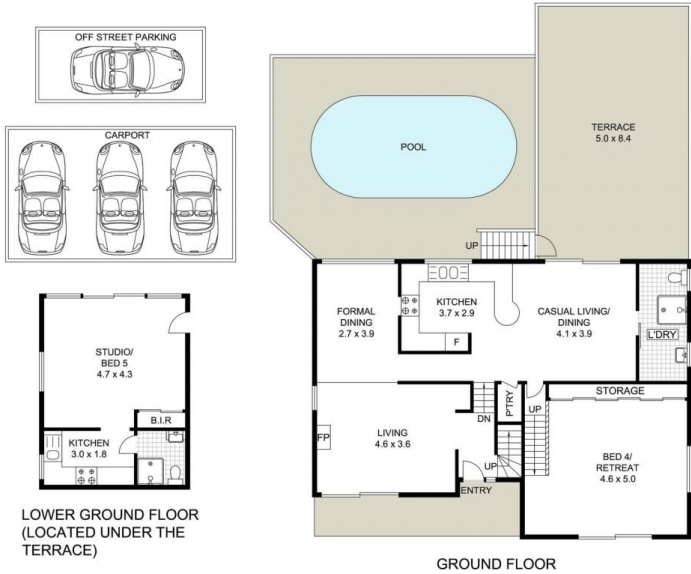 OFF STREET PARKING
CARPORT
STUDIO/
BED 5
4.7 x 4.3
B.I.R
KITCHEN
3.0 x 1.8
LOWER GROUND FLOOR
(LOCATED UNDER THE
TERRACE)
POOL
TERRACE
5.0 x 8.4
UP
FORMAL
DINING
2.7 x 3.9
KITCHEN
3.7 x 2.9
F
CASUAL LIVING/
DINING
4.1 x 3.9
L'DRY
STORAGE
P'TRY
UP
DN
FP
LIVING
4.6 x 3.6
UP
BED 4/
RETREAT
4.6 x 5.0
ENTRY
GROUND FLOOR